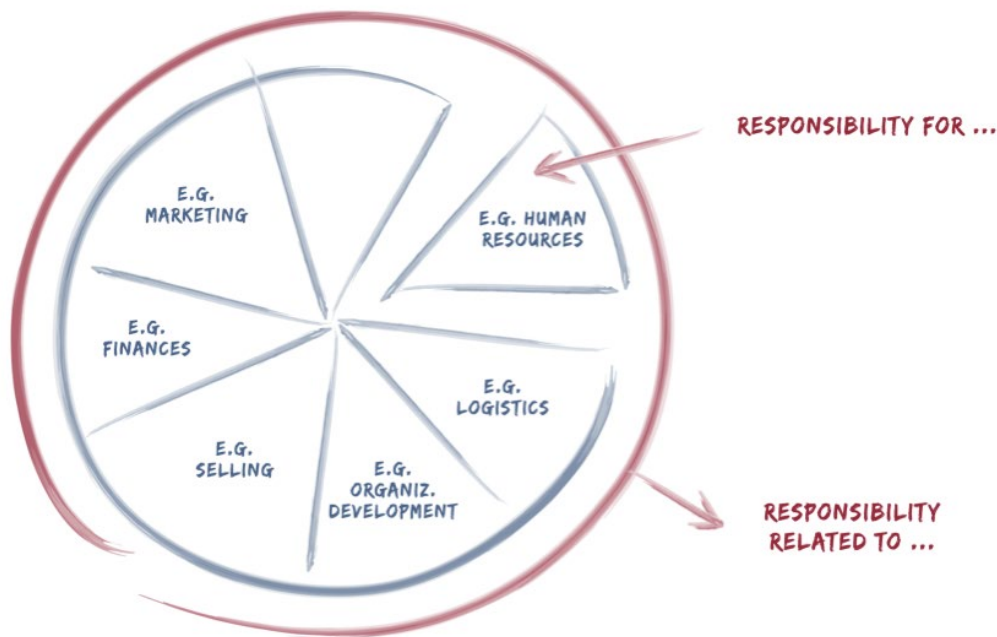 RESPONSIBILITY FOR ...
E.G.
MARKETING
E.G. HUMAN
RESOURCES
E.G.
FINANCES
E.G.
LOGISTICS
E.G.
SELLING
E.G.
ORGANIZ.
DEVELOPMENT
RESPONSIBILITY
RELATED TO ...